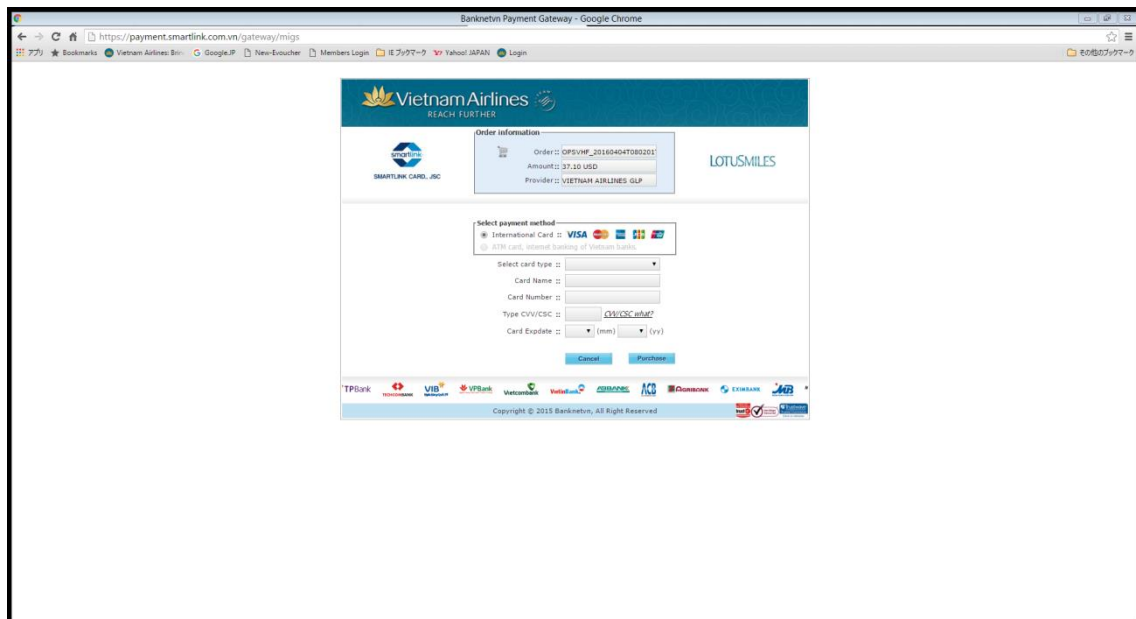 Banknetvn Payment Gateway - Google Chrome
https://payment.smartlink.com.vn/gateway/migs
アプリ Bookmarks Vietnam Airlines: Brin GoogleJP New-Evoucher Members Login IE ブックマーク Yahoo! JAPAN Login その他のブックマーク
Vietnam Airlines
REACH FURTHER
Order information
smartlink
SMARTLINK CARD., JSC
Order:: OPSVHF_20160404T080201
Amount:: 37.10 USD
Provider:: VIETNAM AIRLINES GLP
LOTUSMILES
Select payment method
International Card :: VISA
ATM card, internet banking of Vietnam banks.
Select card type ::
Card Name ::
Card Number ::
Type CVV/CSC :: CVV/CSC what?
Card Expdate :: (mm) (yy)
Cancel Purchase
TPBank TECHCOMBANK VIB VPBank Vietcombank VietinBank ABBANK ACB AGRIBANK EXIMBANK MB
Copyright © 2015 Banknetvn, All Right Reserved